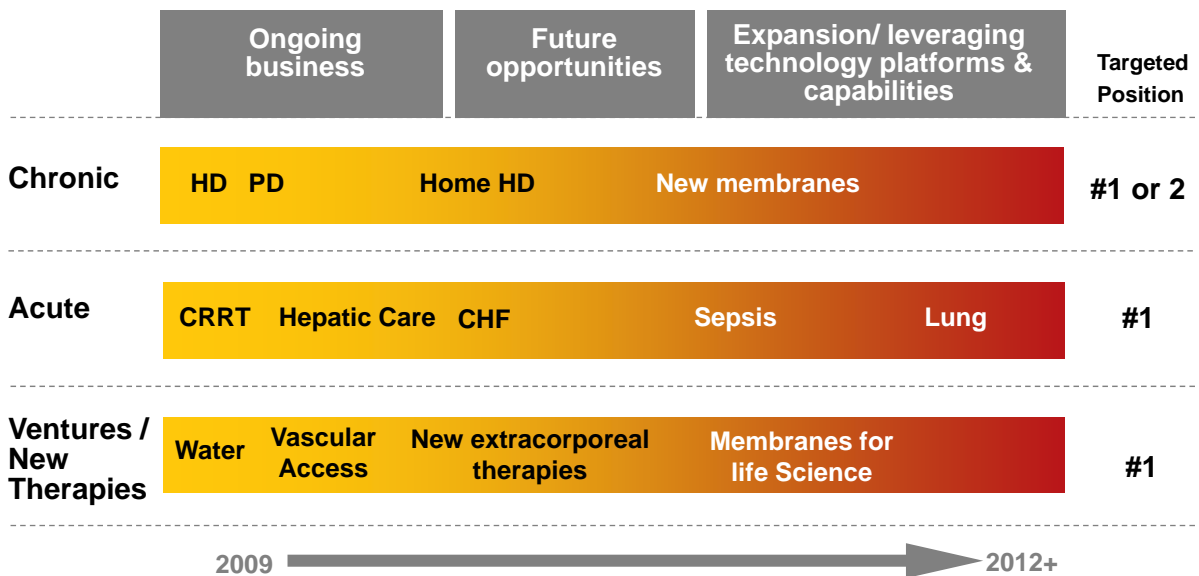 Ongoing
business
Future
opportunities
Expansion/ leveraging
technology platforms &
capabilities
Targeted
Position
Chronic
HD PD
Home HD
New membranes
#1 or 2
Acute
CRRT
Hepatic Care
CHF
Sepsis
Lung
#1
Ventures /
New
Therapies
Water
Vascular
Access
New extracorporeal
therapies
Membranes for
life Science
#1
2009
2012+